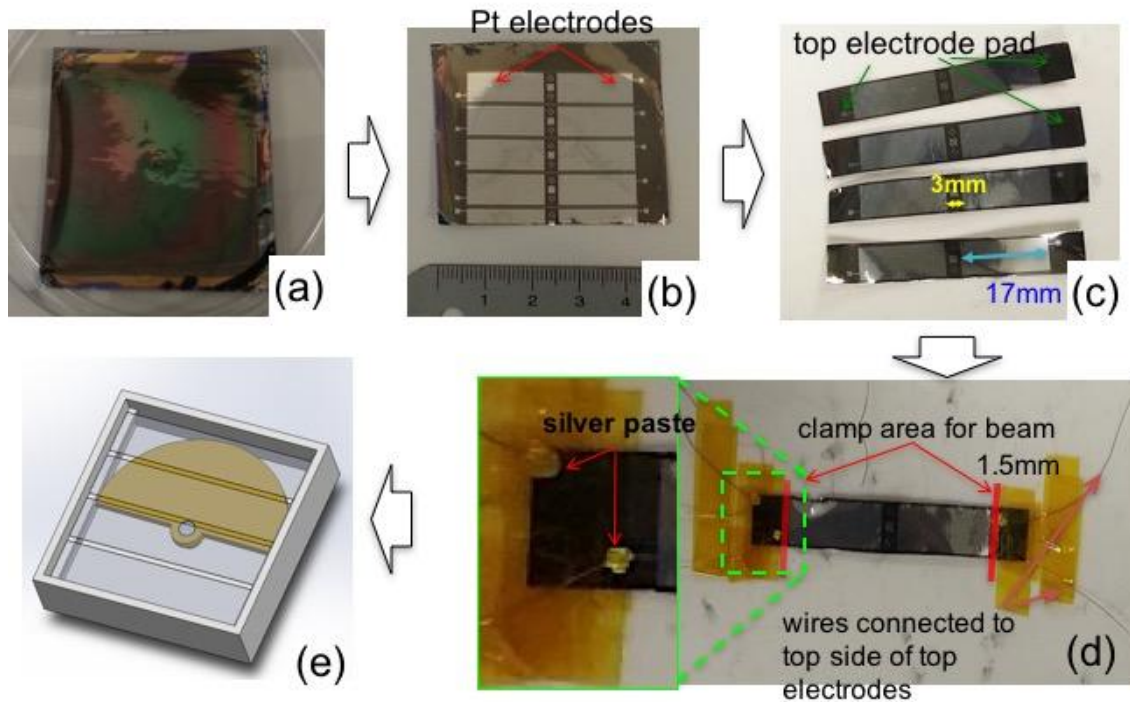 Pt electrodes
top electrode pad
3mm
17mm
(a)
1 2 3 4
(b)
(c)
silver paste
clamp area for beam
1.5mm
wires connected to
top side of top
electrodes
(d)
(e)